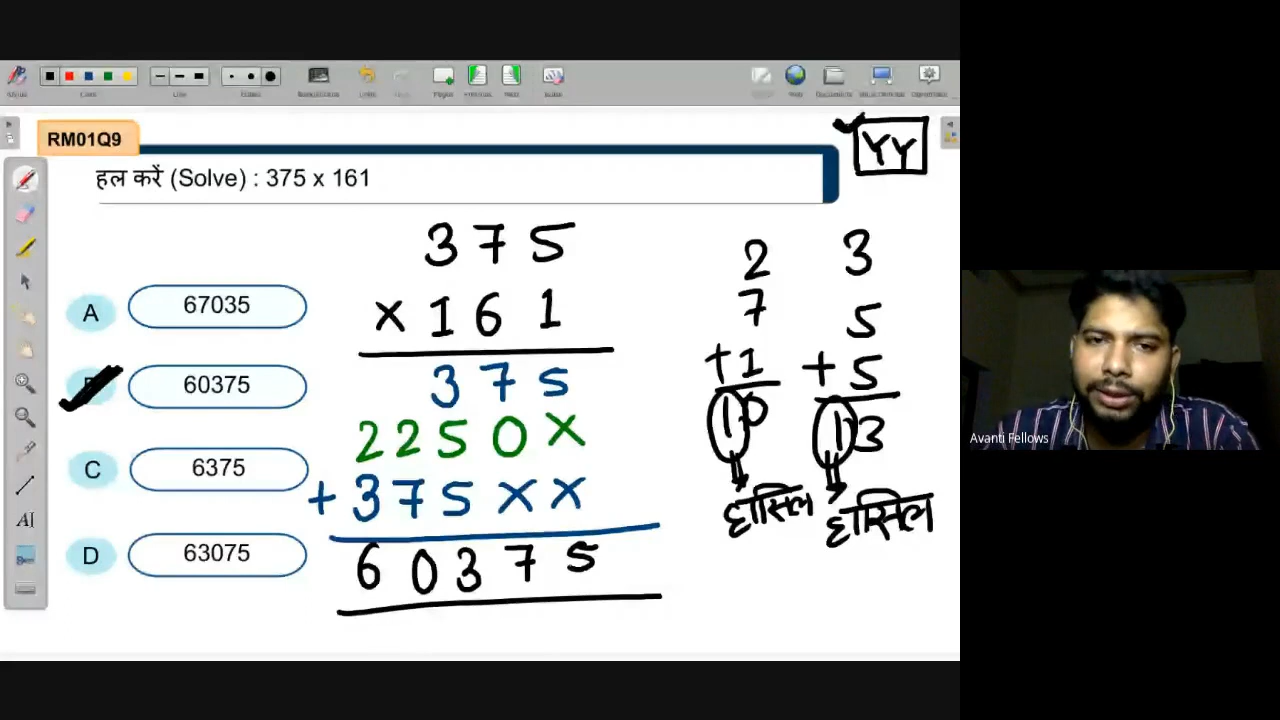 RM01Q9
YY
हल करें (Solve) : 375 x 161
A 67035
60375
C 6375
D 63075
375
× 161
375
2250×
+375××
60375
2
7
+1
10
हासिल
3
5
+5
13
हासिल
Avanti Fellows